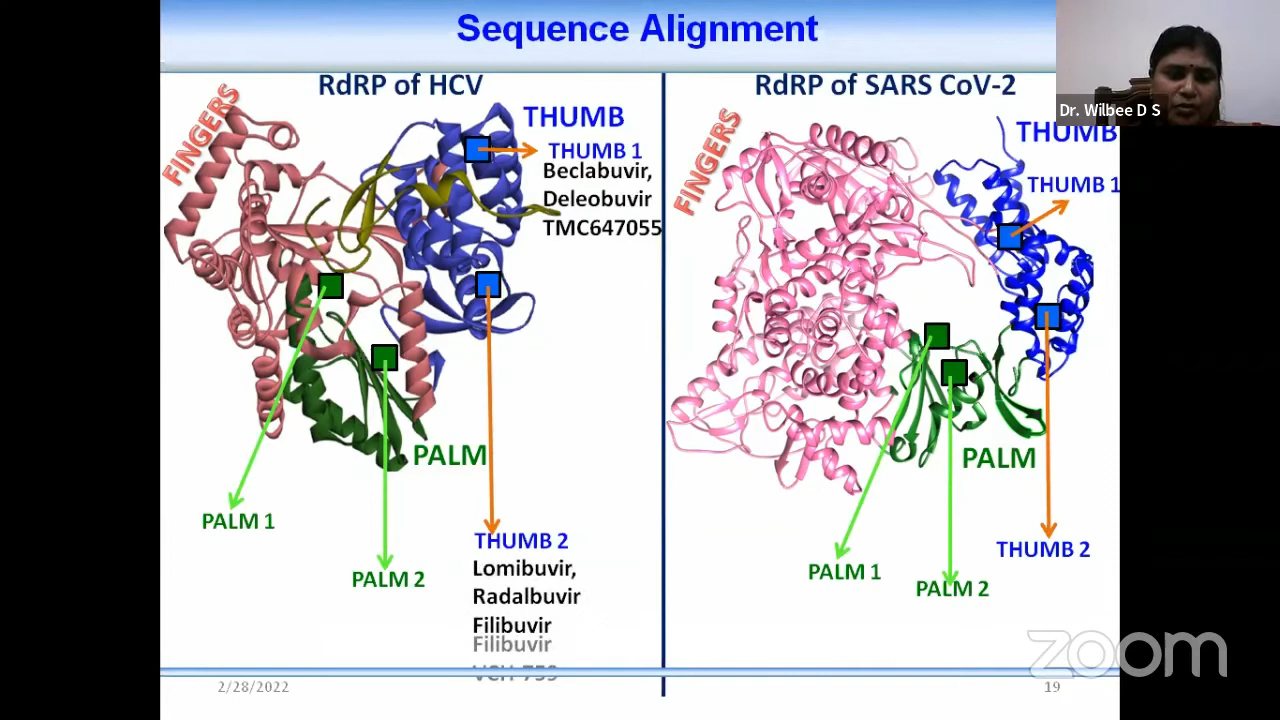 Sequence Alignment
RdRP of HCV
FINGERS
THUMB
THUMB 1
Beclabuvir,
Deleobuvir
TMC647055
PALM
PALM 1
PALM 2
THUMB 2
Lomibuvir,
Radalbuvir
Filibuvir
Filibuvir
VCH-759
RdRP of SARS CoV-2
FINGERS
THUMB
THUMB 1
PALM
THUMB 2
PALM 1
PALM 2
Dr. Wilbee D S
zoom
2/28/2022
19